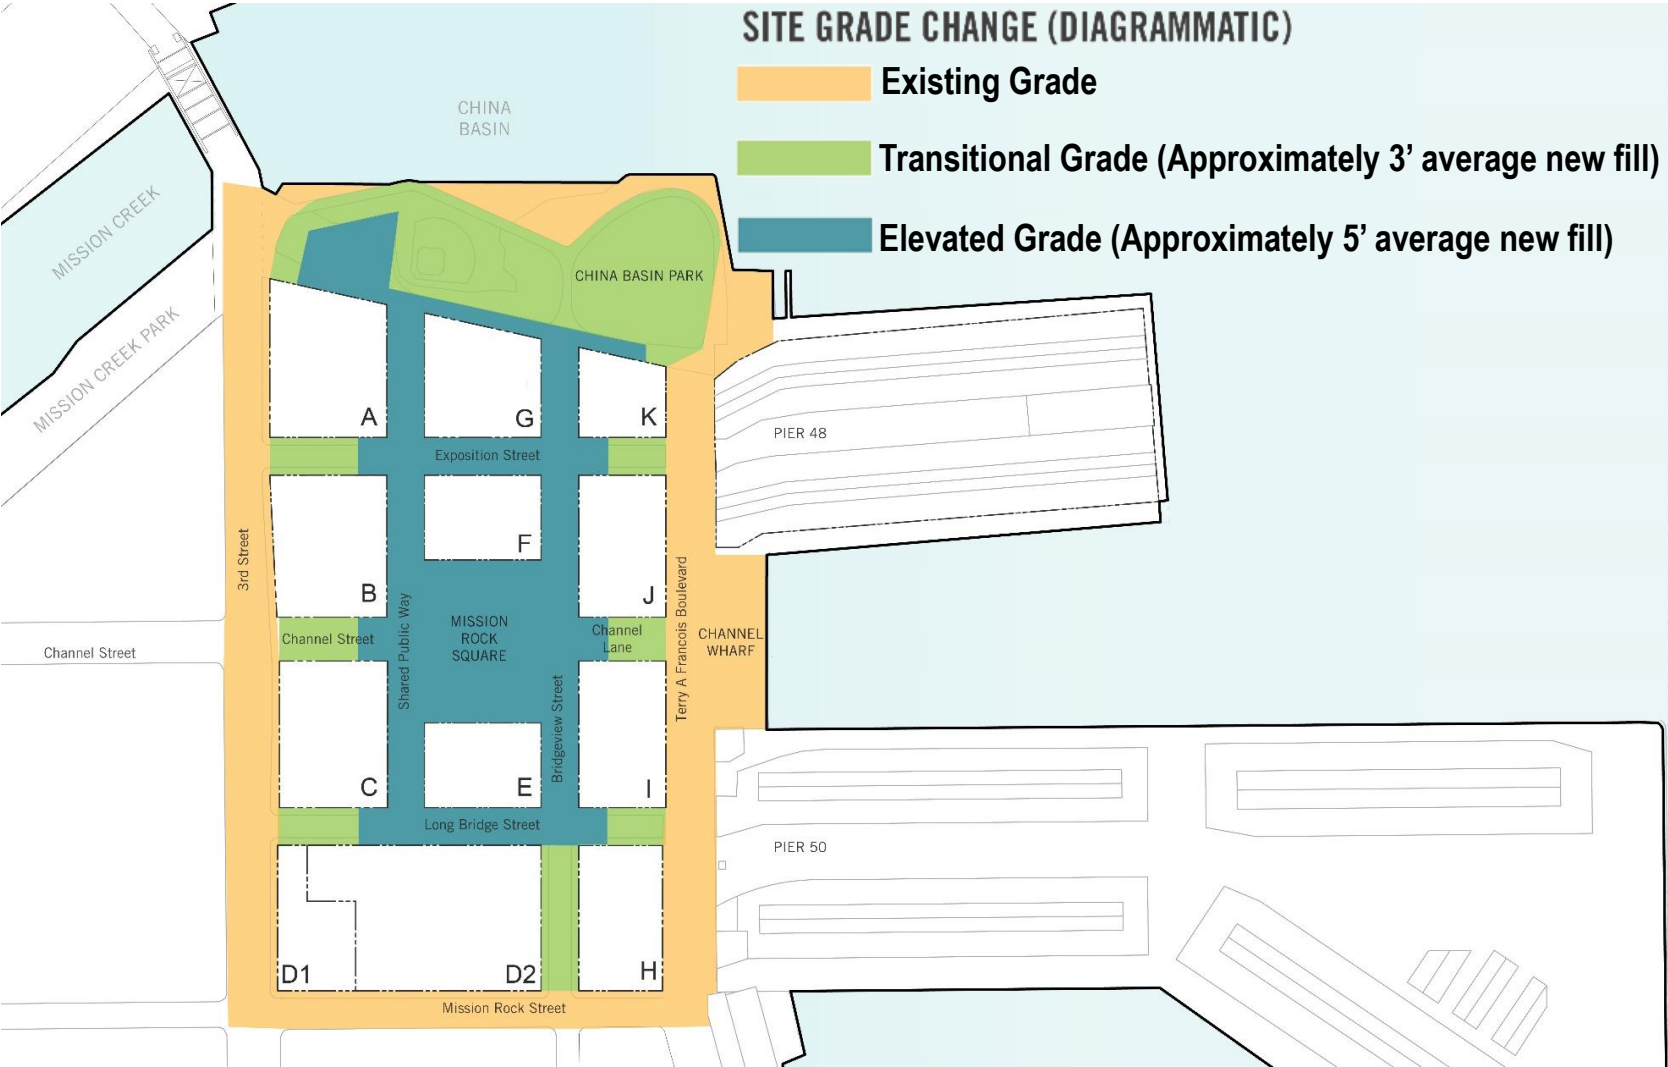 SITE GRADE CHANGE (DIAGRAMMATIC)
Existing Grade
Transitional Grade (Approximately 3’ average new fill)
Elevated Grade (Approximately 5’ average new fill)
CHINA
BASIN
MISSION CREEK
MISSION CREEK PARK
CHINA BASIN PARK
A
G
K
PIER 48
Exposition Street
3rd Street
F
B
J
Shared Public Way
MISSION
ROCK
SQUARE
Terry A Francois Boulevard
Channel Street
Channel Street
Channel
Lane
CHANNEL
WHARF
Bridgeview Street
C
E
I
Long Bridge Street
PIER 50
D1
D2
H
Mission Rock Street